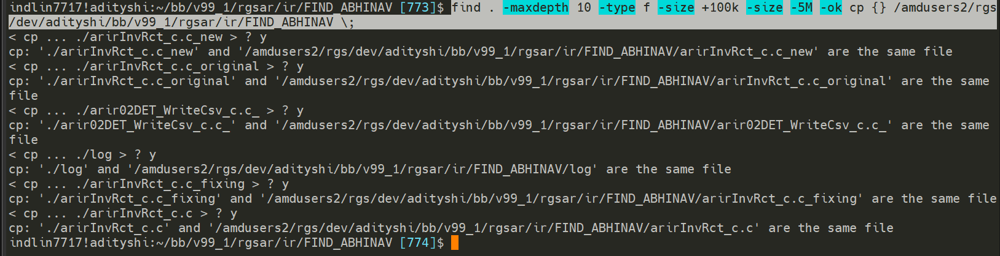 indlin7717!adityshi:~/bb/v99_1/rgsar/ir/FIND_ABHINAV [773]$ find . -maxdepth 10 -type f -size +100k -size -5M -ok cp {} /amdusers2/rgs
/dev/adityshi/bb/v99_1/rgsar/ir/FIND_ABHINAV \;
< cp ... ./arirInvRct_c.c_new > ? y
cp: './arirInvRct_c.c_new' and '/amdusers2/rgs/dev/adityshi/bb/v99_1/rgsar/ir/FIND_ABHINAV/arirInvRct_c.c_new' are the same file
< cp ... ./arirInvRct_c.c_original > ? y
cp: './arirInvRct_c.c_original' and '/amdusers2/rgs/dev/adityshi/bb/v99_1/rgsar/ir/FIND_ABHINAV/arirInvRct_c.c_original' are the same
file
< cp ... ./arir02DET_WriteCsv_c.c_ > ? y
cp: './arir02DET_WriteCsv_c.c_' and '/amdusers2/rgs/dev/adityshi/bb/v99_1/rgsar/ir/FIND_ABHINAV/arir02DET_WriteCsv_c.c_' are the same
file
< cp ... ./log > ? y
cp: './log' and '/amdusers2/rgs/dev/adityshi/bb/v99_1/rgsar/ir/FIND_ABHINAV/log' are the same file
< cp ... ./arirInvRct_c.c_fixing > ? y
cp: './arirInvRct_c.c_fixing' and '/amdusers2/rgs/dev/adityshi/bb/v99_1/rgsar/ir/FIND_ABHINAV/arirInvRct_c.c_fixing' are the same file
< cp ... ./arirInvRct_c.c > ? y
cp: './arirInvRct_c.c' and '/amdusers2/rgs/dev/adityshi/bb/v99_1/rgsar/ir/FIND_ABHINAV/arirInvRct_c.c' are the same file
indlin7717!adityshi:~/bb/v99_1/rgsar/ir/FIND_ABHINAV [774]$